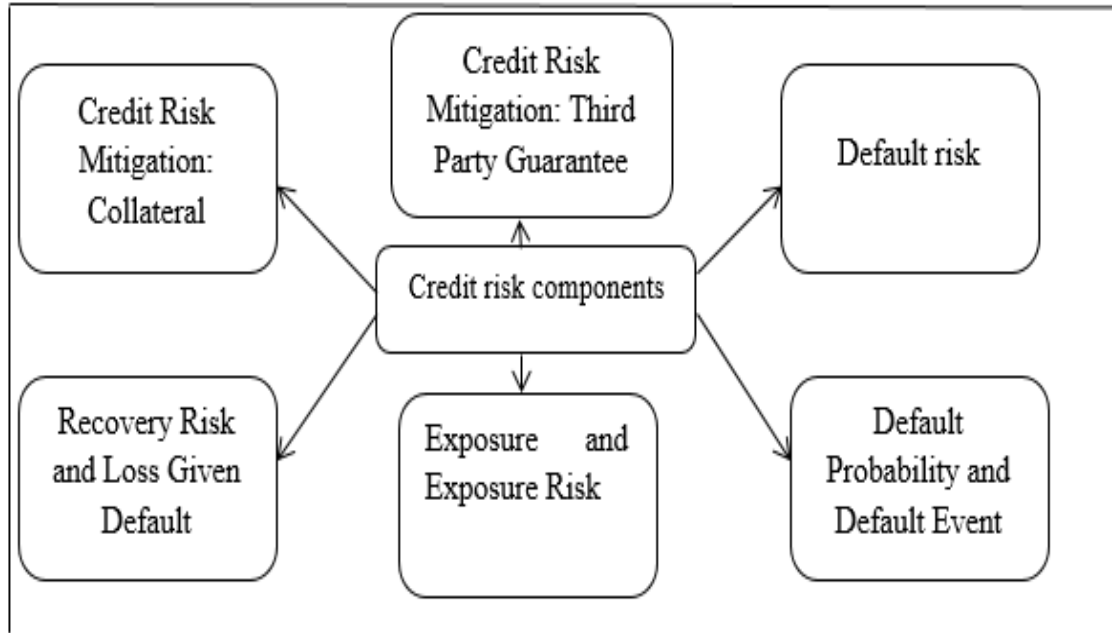 Credit Risk
Mitigation:
Collateral
Credit Risk
Mitigation: Third
Party Guarantee
Default risk
Credit risk components
Recovery Risk
and Loss Given
Default
Exposure and
Exposure Risk
Default
Probability and
Default Event